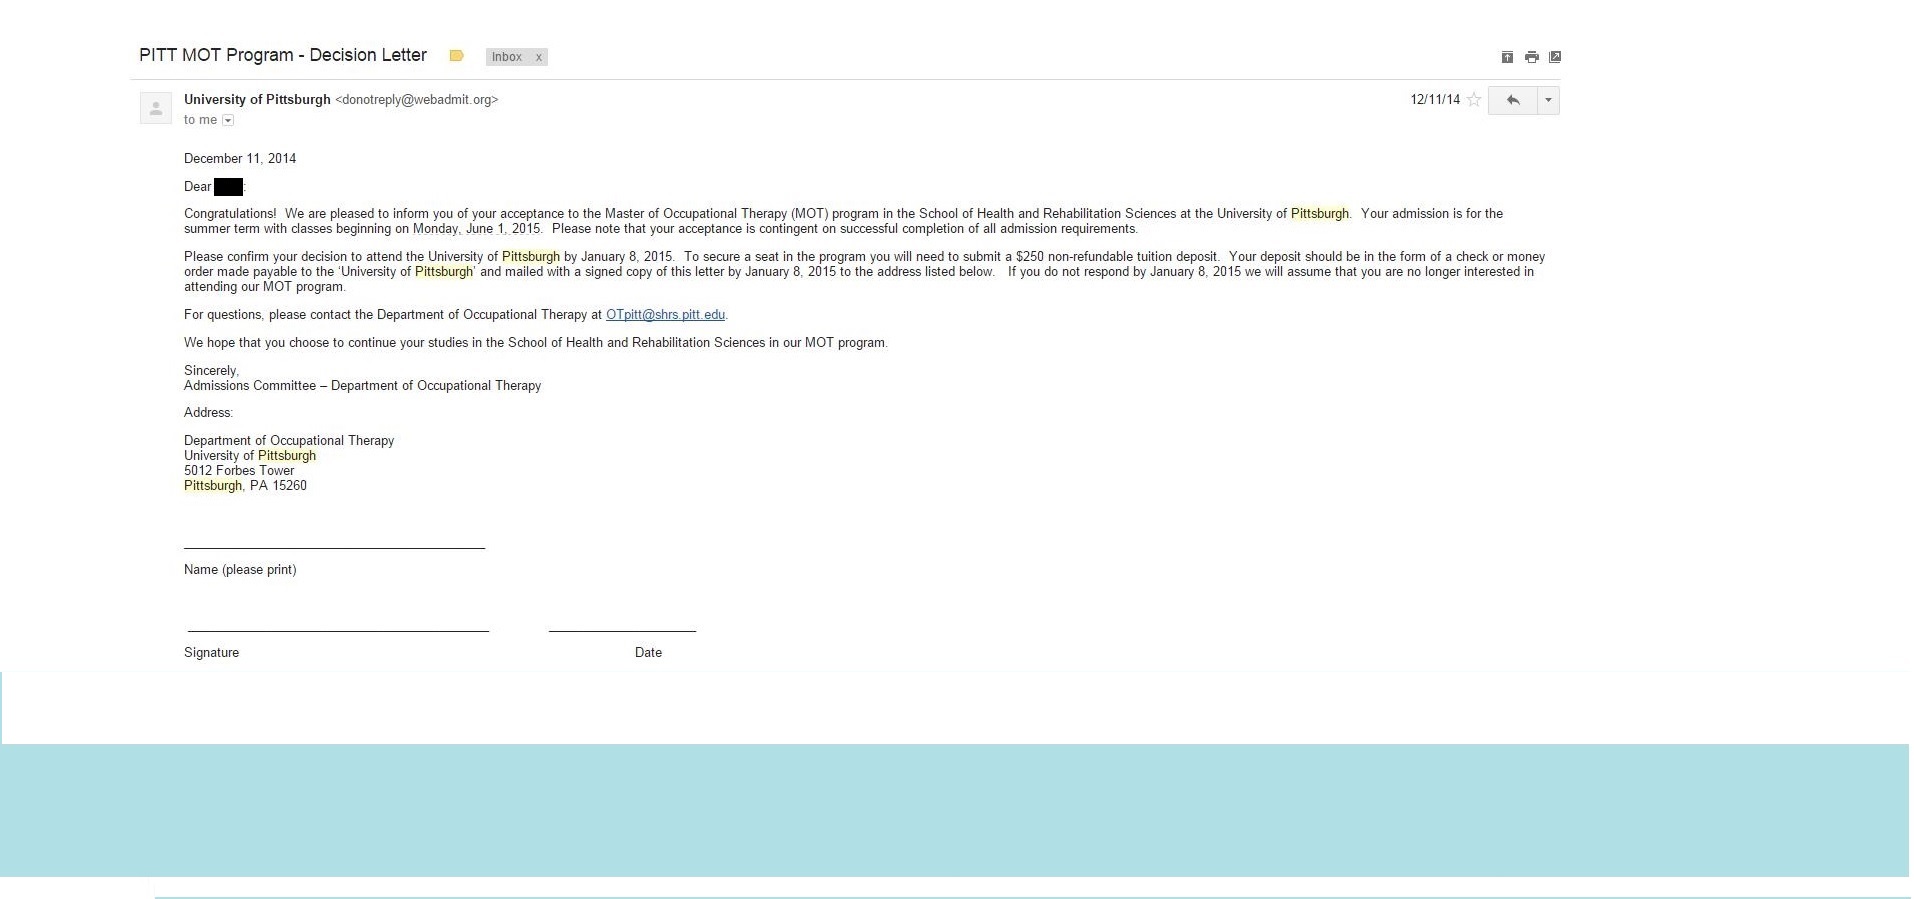 PITT MOT Program - Decision Letter Inbox x
University of Pittsburgh <donotreply@webadmit.org> 12/11/14
to me
December 11, 2014
Dear :
Congratulations!  We are pleased to inform you of your acceptance to the Master of Occupational Therapy (MOT) program in the School of Health and Rehabilitation Sciences at the University of Pittsburgh.  Your admission is for the
summer term with classes beginning on Monday, June 1, 2015.  Please note that your acceptance is contingent on successful completion of all admission requirements.
Please confirm your decision to attend the University of Pittsburgh by January 8, 2015.  To secure a seat in the program you will need to submit a $250 non-refundable tuition deposit.  Your deposit should be in the form of a check or money
order made payable to the ‘University of Pittsburgh’ and mailed with a signed copy of this letter by January 8, 2015 to the address listed below.   If you do not respond by January 8, 2015 we will assume that you are no longer interested in
attending our MOT program.
For questions, please contact the Department of Occupational Therapy at OTpitt@shrs.pitt.edu.
We hope that you choose to continue your studies in the School of Health and Rehabilitation Sciences in our MOT program.
Sincerely,
Admissions Committee – Department of Occupational Therapy
Address:
Department of Occupational Therapy
University of Pittsburgh
5012 Forbes Tower
Pittsburgh, PA 15260
Name (please print)
Signature Date